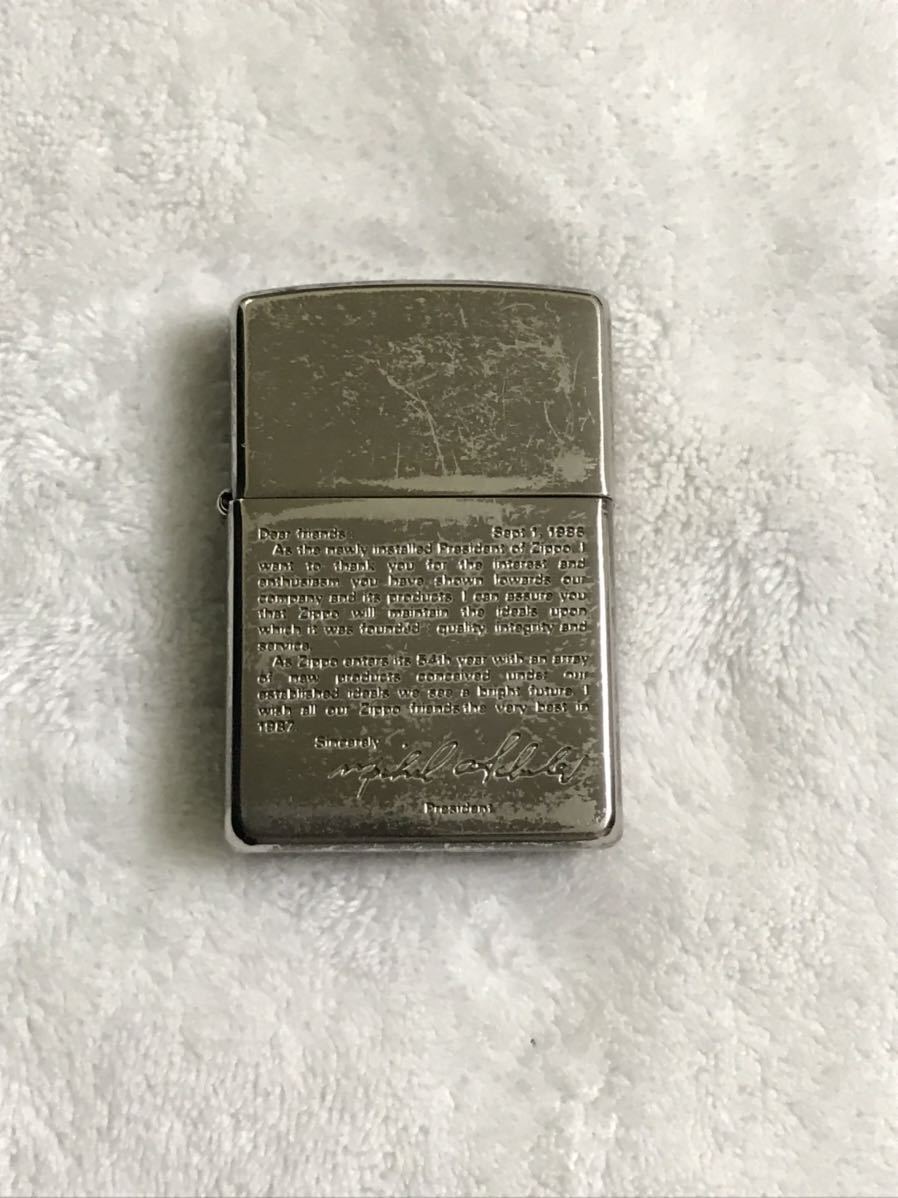 Dear friends: Sept 1, 1986
As the newly installed President of Zippo. I
want to thank you for the interest and
enthusiasm you have shown towards our
company and its products. I can assure you
that Zippo will maintain the ideals upon
which it was founded : quality, integrity and
service.
As Zippo enters its 54th year with an array
of new products conceived under our
established ideals we see a bright future. I
wish all our Zippo friends the very best in
1987.
Sincerely
President